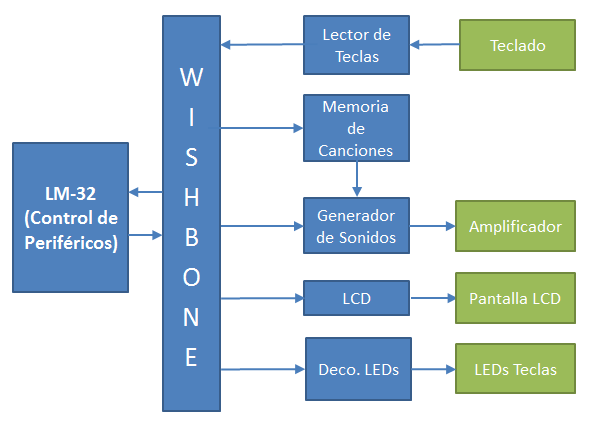 LM-32
(Control de
Periféricos)
W
I
S
H
B
O
N
E
Lector de
Teclas
Teclado
Memoria
de
Canciones
Generador
de Sonidos
Amplificador
LCD
Pantalla LCD
Deco. LEDs
LEDs Teclas